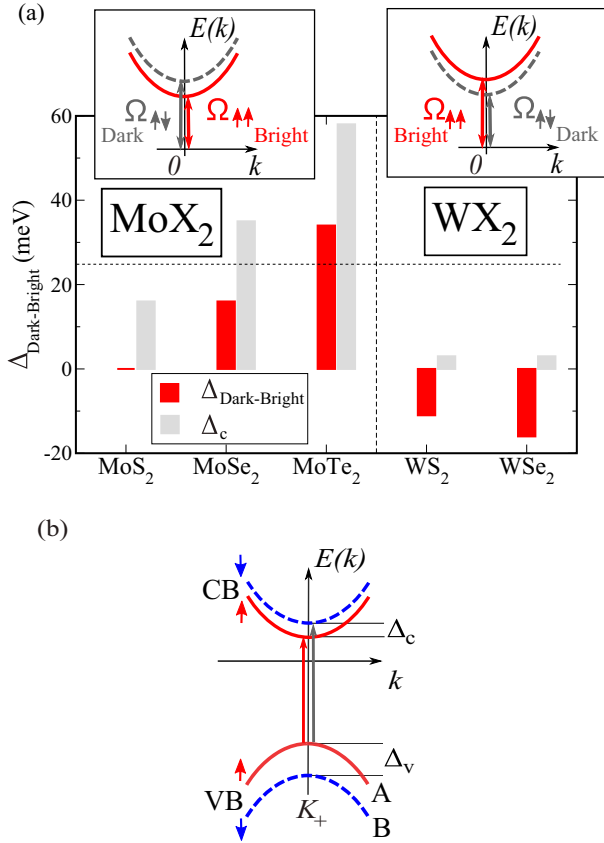 (a)
E(k)
Ω↑↓
Dark
Ω↑↑
Bright
0
k
E(k)
Ω↑↑
Bright
Ω↑↓
Dark
0
k
MoX₂
WX₂
Δ_Dark-Bright (meV)
60
40
20
0
-20
Δ_Dark-Bright
Δ_c
MoS₂
MoSe₂
MoTe₂
WS₂
WSe₂
(b)
E(k)
CB
Δ_c
k
Δ_v
VB
A
K₊
B